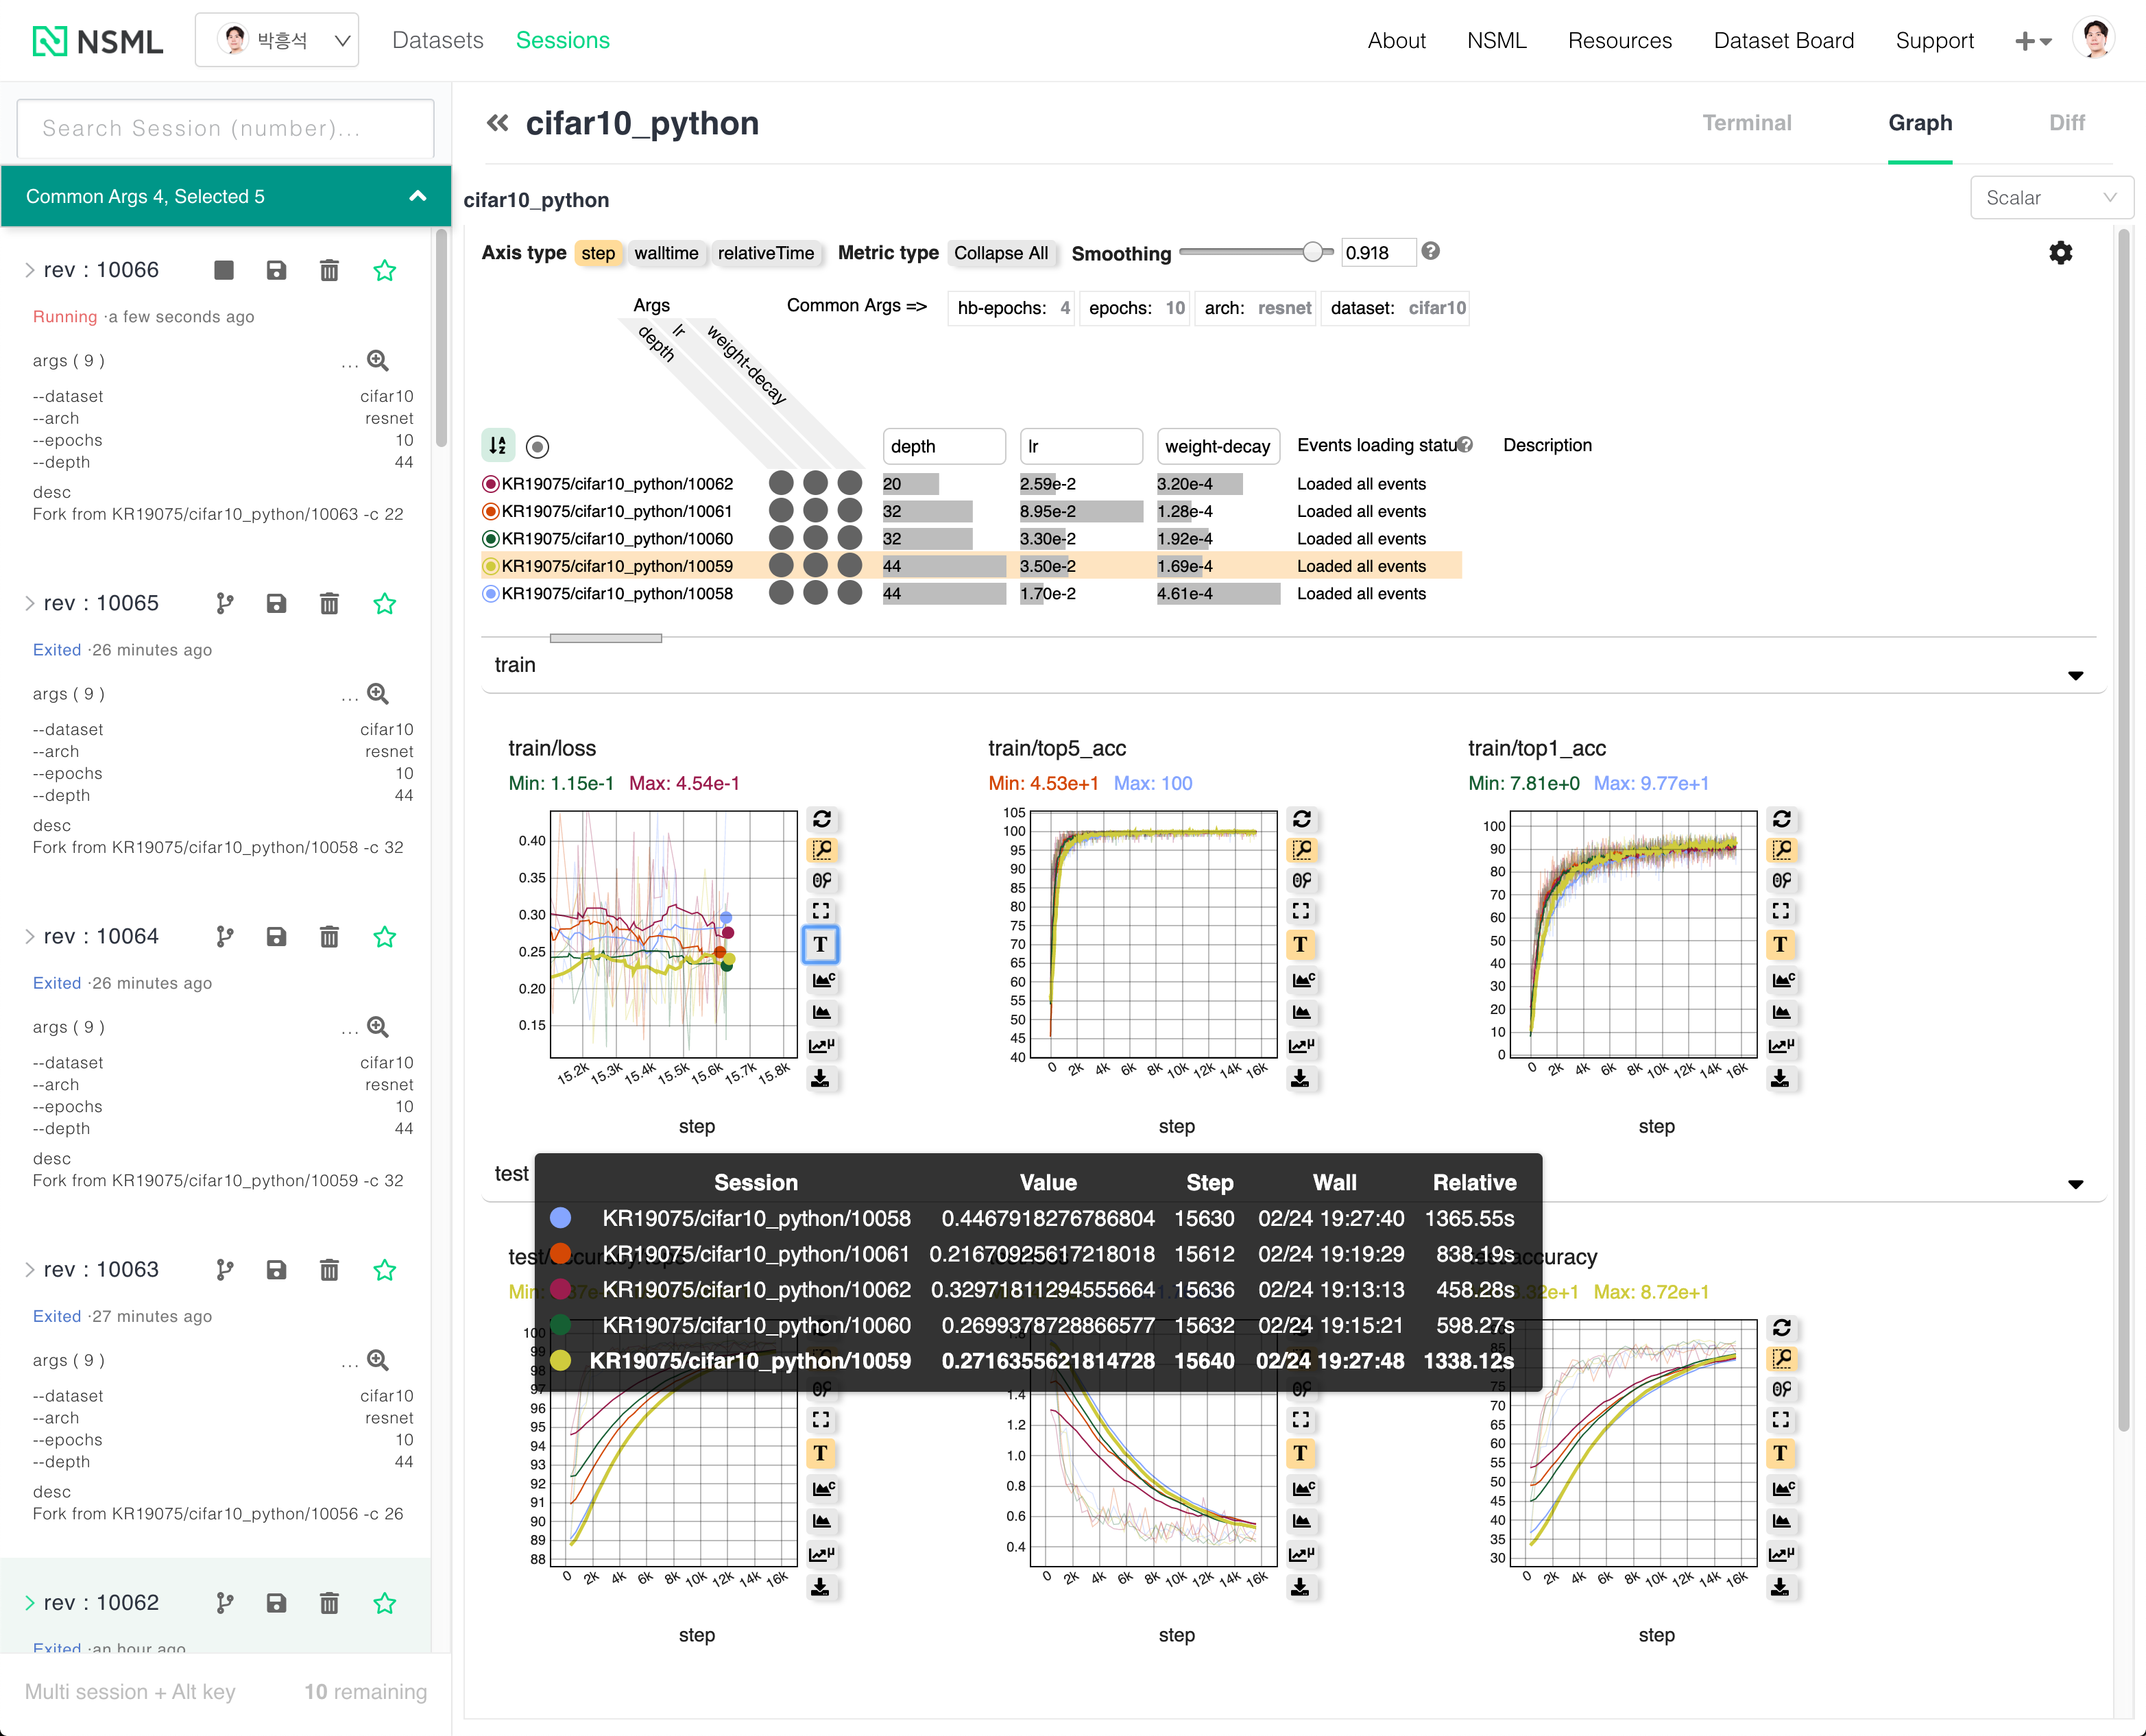 NSML 박흥석 Datasets Sessions About NSML Resources Dataset Board Support
Search Session (number)...
Common Args 4, Selected 5
rev : 10066
Running ·a few seconds ago
args ( 9 ) ...
--dataset cifar10
--arch resnet
--epochs 10
--depth 44
desc
Fork from KR19075/cifar10_python/10063 -c 22
rev : 10065
Exited ·26 minutes ago
args ( 9 ) ...
--dataset cifar10
--arch resnet
--epochs 10
--depth 44
desc
Fork from KR19075/cifar10_python/10058 -c 32
rev : 10064
Exited ·26 minutes ago
args ( 9 ) ...
--dataset cifar10
--arch resnet
--epochs 10
--depth 44
desc
Fork from KR19075/cifar10_python/10059 -c 32
rev : 10063
Exited ·27 minutes ago
args ( 9 ) ...
--dataset cifar10
--arch resnet
--epochs 10
--depth 44
desc
Fork from KR19075/cifar10_python/10056 -c 26
rev : 10062
Exited ·an hour ago
Multi session + Alt key 10 remaining
cifar10_python Terminal Graph Diff
cifar10_python Scalar
Axis type step walltime relativeTime Metric type Collapse All Smoothing 0.918
Args Common Args => hb-epochs: 4 epochs: 10 arch: resnet dataset: cifar10
depth lr weight-decay
depth lr weight-decay Events loading statu Description
KR19075/cifar10_python/10062 20 2.59e-2 3.20e-4 Loaded all events
KR19075/cifar10_python/10061 32 8.95e-2 1.28e-4 Loaded all events
KR19075/cifar10_python/10060 32 3.30e-2 1.92e-4 Loaded all events
KR19075/cifar10_python/10059 44 3.50e-2 1.69e-4 Loaded all events
KR19075/cifar10_python/10058 44 1.70e-2 4.61e-4 Loaded all events
train
train/loss
Min: 1.15e-1 Max: 4.54e-1
0.40
0.35
0.30
0.25
0.20
0.15
15.2k 15.3k 15.4k 15.5k 15.6k 15.7k 15.8k
step
train/top5_acc
Min: 4.53e+1 Max: 100
105
100
95
90
85
80
75
70
65
60
55
50
45
40
0 2k 4k 6k 8k 10k 12k 14k 16k
step
train/top1_acc
Min: 7.81e+0 Max: 9.77e+1
100
90
80
70
60
50
40
30
20
10
0
0 2k 4k 6k 8k 10k 12k 14k 16k
step
test
Session Value Step Wall Relative
KR19075/cifar10_python/10058 0.4467918276786804 15630 02/24 19:27:40 1365.55s
KR19075/cifar10_python/10061 0.21670925617218018 15612 02/24 19:19:29 838.19s
KR19075/cifar10_python/10062 0.32971811294555664 15636 02/24 19:13:13 458.28s
KR19075/cifar10_python/10060 0.2699378728866577 15632 02/24 19:15:21 598.27s
KR19075/cifar10_python/10059 0.2716355621814728 15640 02/24 19:27:48 1338.12s
Min:
100
99
98
97
96
95
94
93
92
91
90
89
88
0 2k 4k 6k 8k 10k 12k 14k 16k
step
1.4
1.2
1.0
0.8
0.6
0.4
0 2k 4k 6k 8k 10k 12k 14k 16k
step
accuracy
Max: 8.72e+1
85
75
70
65
60
55
50
45
40
35
30
0 2k 4k 6k 8k 10k 12k 14k 16k
step